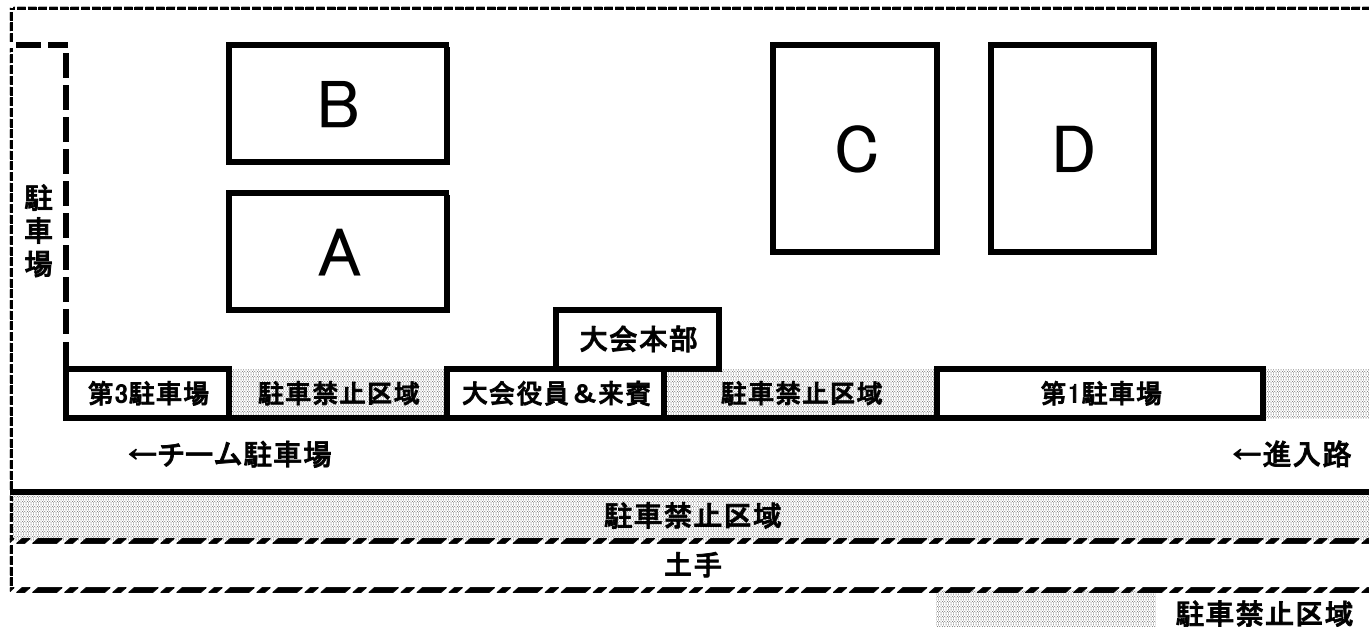 B
C
D
A
駐車場
大会本部
第3駐車場
駐車禁止区域
大会役員＆来賓
駐車禁止区域
第1駐車場
←チーム駐車場
←進入路
駐車禁止区域
土手
駐車禁止区域